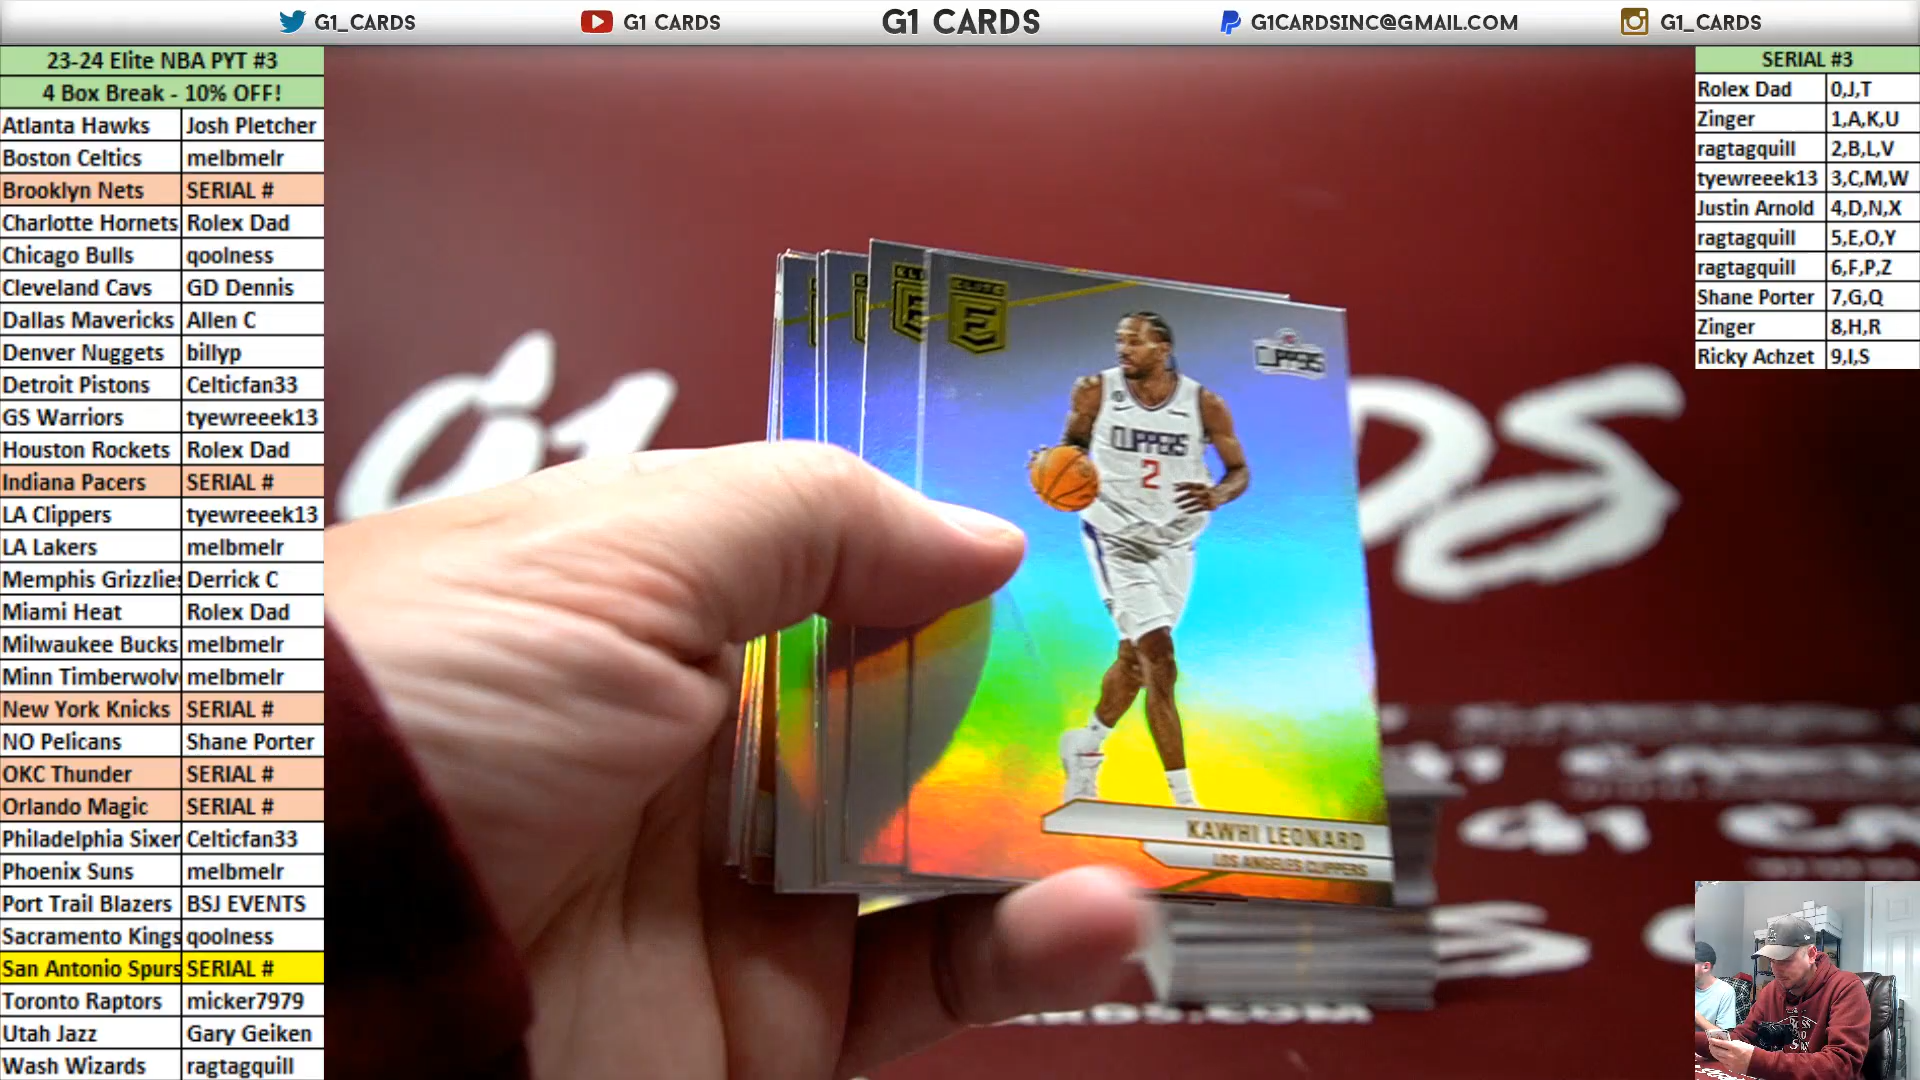 G1_CARDS G1 CARDS G1 CARDS G1CARDSINC@GMAIL.COM G1_CARDS
23-24 Elite NBA PYT #3
4 Box Break - 10% OFF!
Atlanta Hawks Josh Pletcher
Boston Celtics melbmelr
Brooklyn Nets SERIAL #
Charlotte Hornets Rolex Dad
Chicago Bulls qoolness
Cleveland Cavs GD Dennis
Dallas Mavericks Allen C
Denver Nuggets billyp
Detroit Pistons Celticfan33
GS Warriors tyewreeek13
Houston Rockets Rolex Dad
Indiana Pacers SERIAL #
LA Clippers tyewreeek13
LA Lakers melbmelr
Memphis Grizzlies Derrick C
Miami Heat Rolex Dad
Milwaukee Bucks melbmelr
Minn Timberwolv melbmelr
New York Knicks SERIAL #
NO Pelicans Shane Porter
OKC Thunder SERIAL #
Orlando Magic SERIAL #
Philadelphia Sixer Celticfan33
Phoenix Suns melbmelr
Port Trail Blazers BSJ EVENTS
Sacramento Kings qoolness
San Antonio Spurs SERIAL #
Toronto Raptors micker7979
Utah Jazz Gary Geiken
Wash Wizards ragtagquill
SERIAL #3
Rolex Dad 0,J,T
Zinger 1,A,K,U
ragtagquill 2,B,L,V
tyewreeek13 3,C,M,W
Justin Arnold 4,D,N,X
ragtagquill 5,E,O,Y
ragtagquill 6,F,P,Z
Shane Porter 7,G,Q
Zinger 8,H,R
Ricky Achzet 9,I,S
ELITE
E
CLIPPERS
CLIPPERS
2
KAWHI LEONARD
LOS ANGELES CLIPPERS